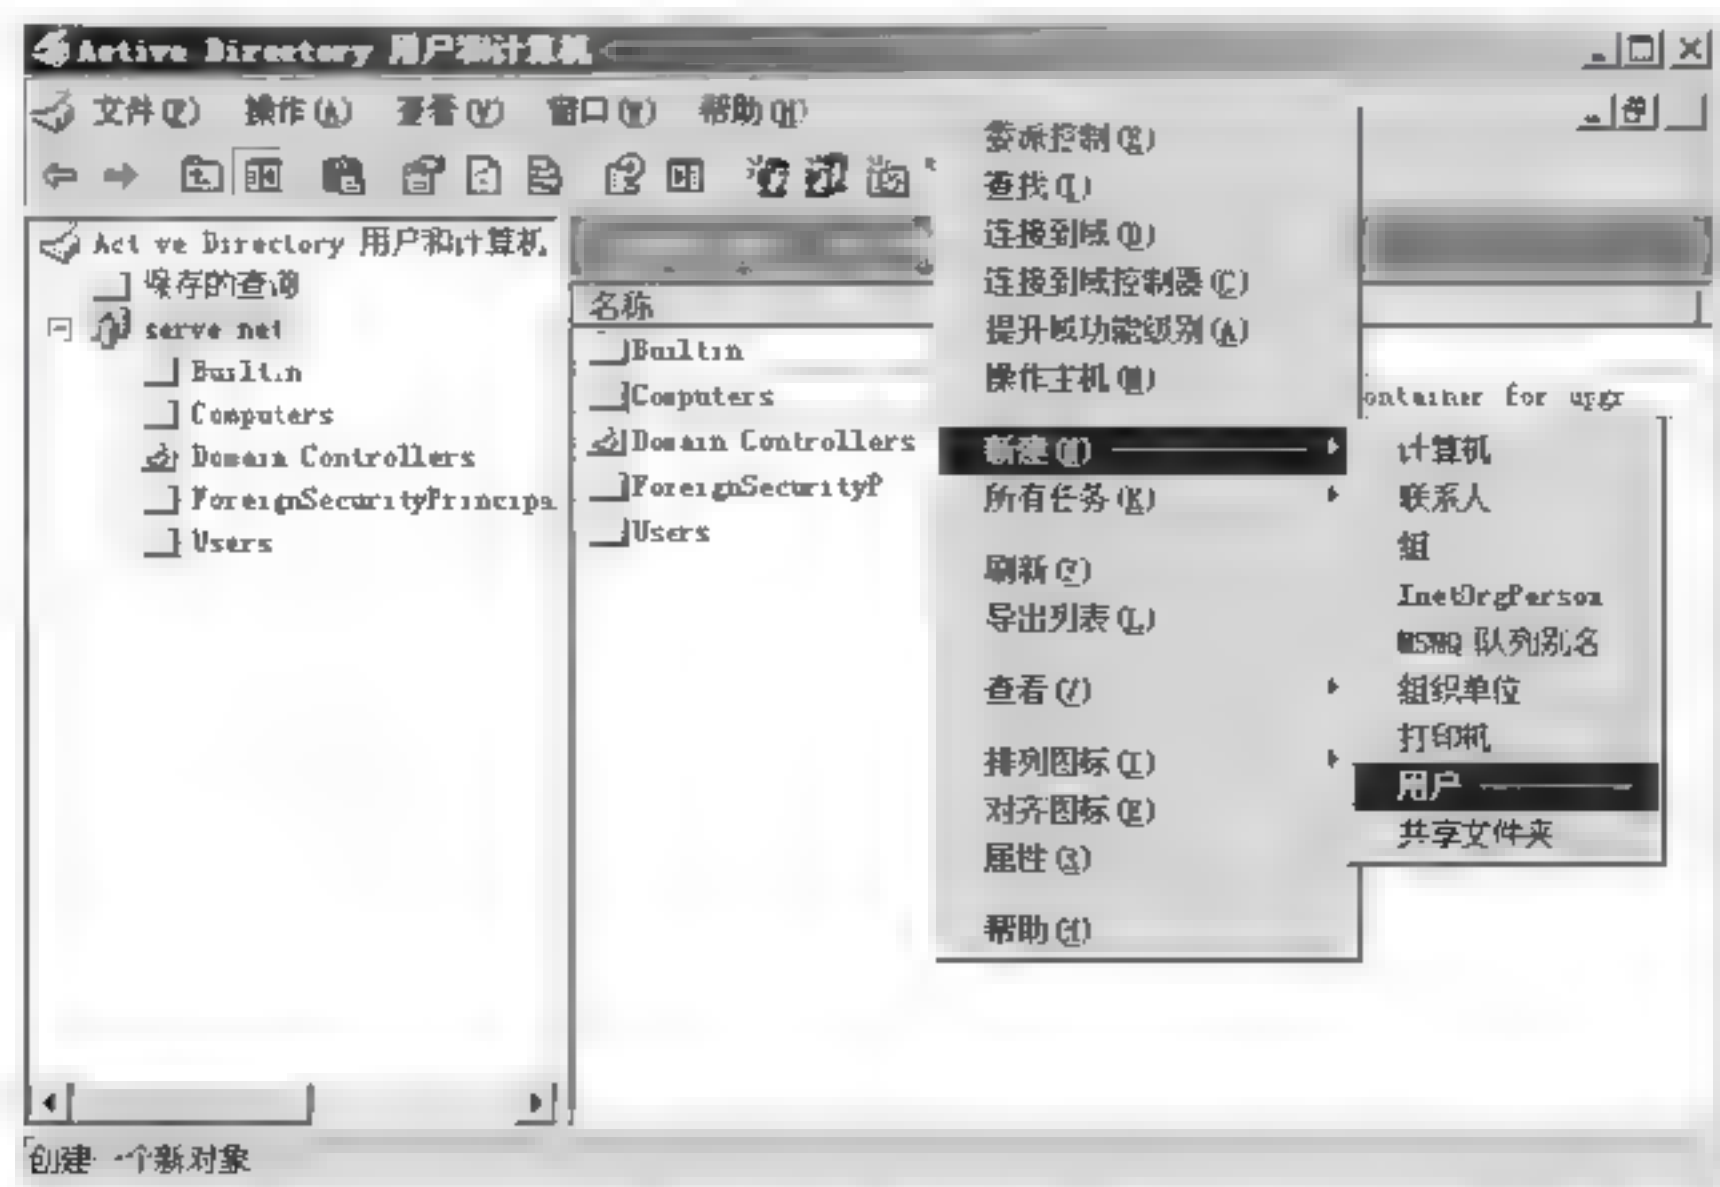 Active Directory 用户和计算机
文件(F) 操作(A) 查看(V) 窗口(W) 帮助(H)
Act ve Directory 用户和计算机
保存的查询
serve net
Builtin
Computers
Domain Controllers
ForeignSecurityPrincipa
Users
名称
Builtin
Computers
Domain Controllers
ForeignSecurityP
Users
委派控制(E)
查找(I)
连接到域(D)
连接到域控制器(C)
提升域功能级别(A)
操作主机(M)
新建(N)
所有任务(K)
刷新(F)
导出列表(L)
查看(V)
排列图标(I)
对齐图标(E)
属性(R)
帮助(H)
ontainer for upgr
计算机
联系人
组
InetOrgPerson
MSMQ 队列别名
组织单位
打印机
用户
共享文件夹
创建一个新对象